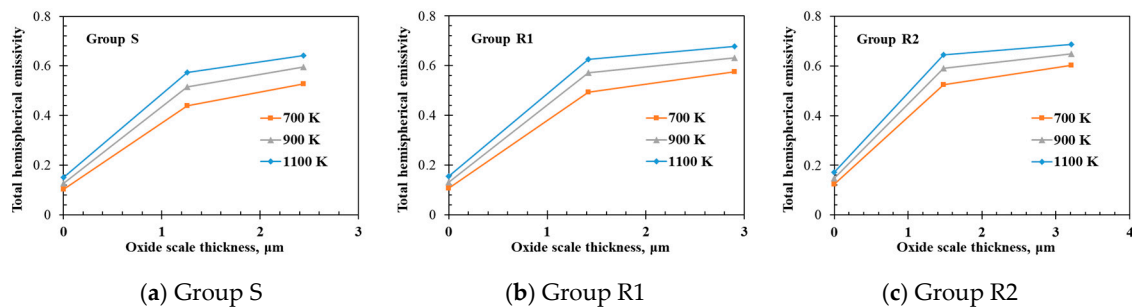 Total hemispherical emissivity
0.8
0.6
0.4
0.2
0
Group S
700 K
900 K
1100 K
0 1 2 3
Oxide scale thickness, µm
(a) Group S
Total hemispherical emissivity
0.8
0.6
0.4
0.2
0
Group R1
700 K
900 K
1100 K
0 1 2 3
Oxide scale thickness, µm
(b) Group R1
Total hemispherical emissivity
0.8
0.6
0.4
0.2
0
Group R2
700 K
900 K
1100 K
0 1 2 3 4
Oxide scale thickness, µm
(c) Group R2